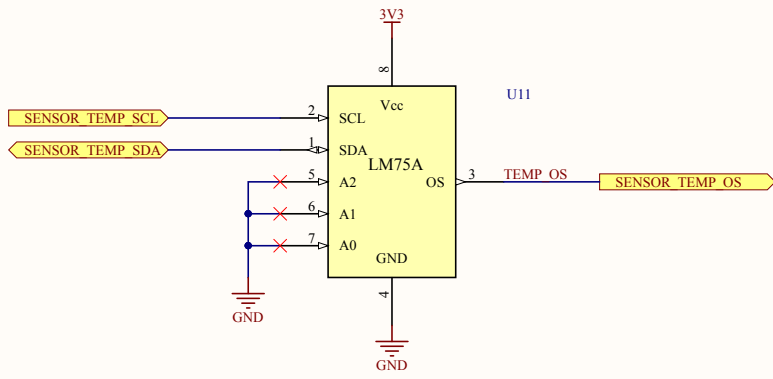 3V3
8
U11
Vcc
SENSOR_TEMP_SCL 2 SCL
SENSOR_TEMP_SDA 1 SDA
LM75A
5 A2 OS 3 TEMP_OS SENSOR_TEMP_OS
6 A1
7 A0
GND
4
GND
GND